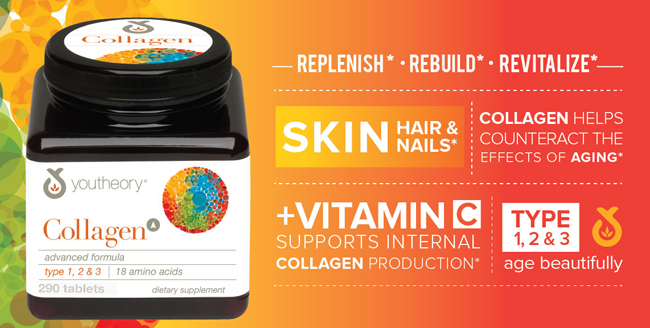 Collagen
youtheory®
Collagen
advanced formula
type 1, 2 & 3 | 18 amino acids
290 tablets
dietary supplement
REPLENISH* • REBUILD* • REVITALIZE*
SKIN HAIR &
NAILS*
COLLAGEN HELPS
COUNTERACT THE
EFFECTS OF AGING*
+VITAMIN C
SUPPORTS INTERNAL
COLLAGEN PRODUCTION*
TYPE
1, 2 & 3
age beautifully